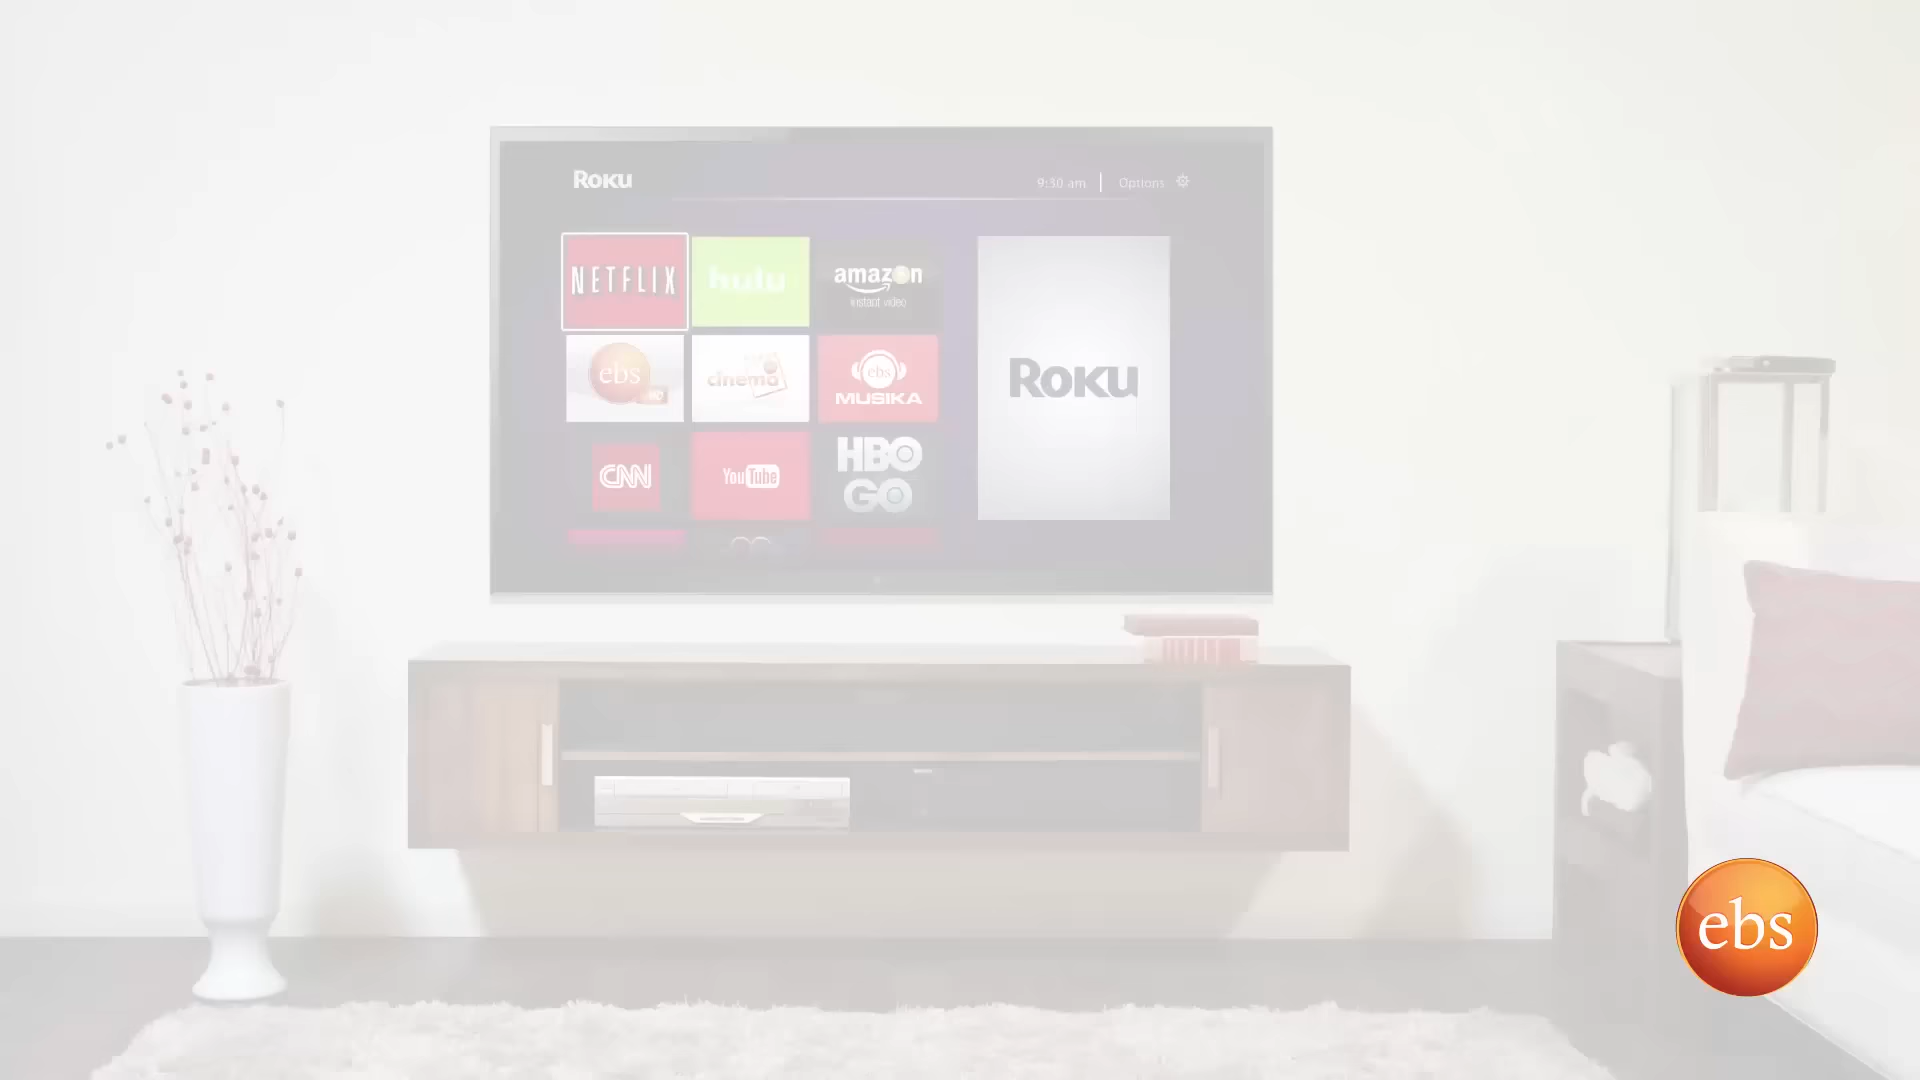 Roku
9:30 am | Options
NETFLIX
hulu
amazon
instant video
ebs
HD
cinema
ebs
MUSIKA
Roku
CNN
YouTube
HBO
GO
ebs